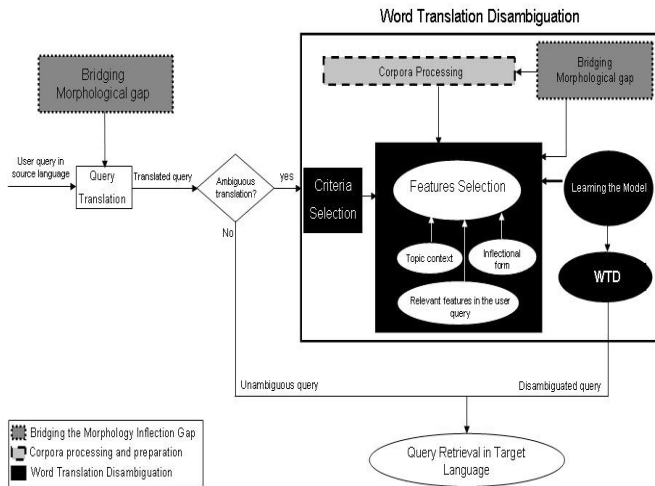 Word Translation Disambiguation
Bridging
Morphological gap
Corpora Processing
Bridging
Morphological gap
User query in
source language
Query
Translation
Translated query
Ambiguous
translation?
yes
No
Criteria
Selection
Features Selection
Topic context
Inflectional
form
Relevant features in the user
query
Learning the Model
WTD
Unambiguous query
Disambiguated query
Query Retrieval in Target
Language
Bridging the Morphology Inflection Gap
Corpora processing and preparation
Word Translation Disambiguation